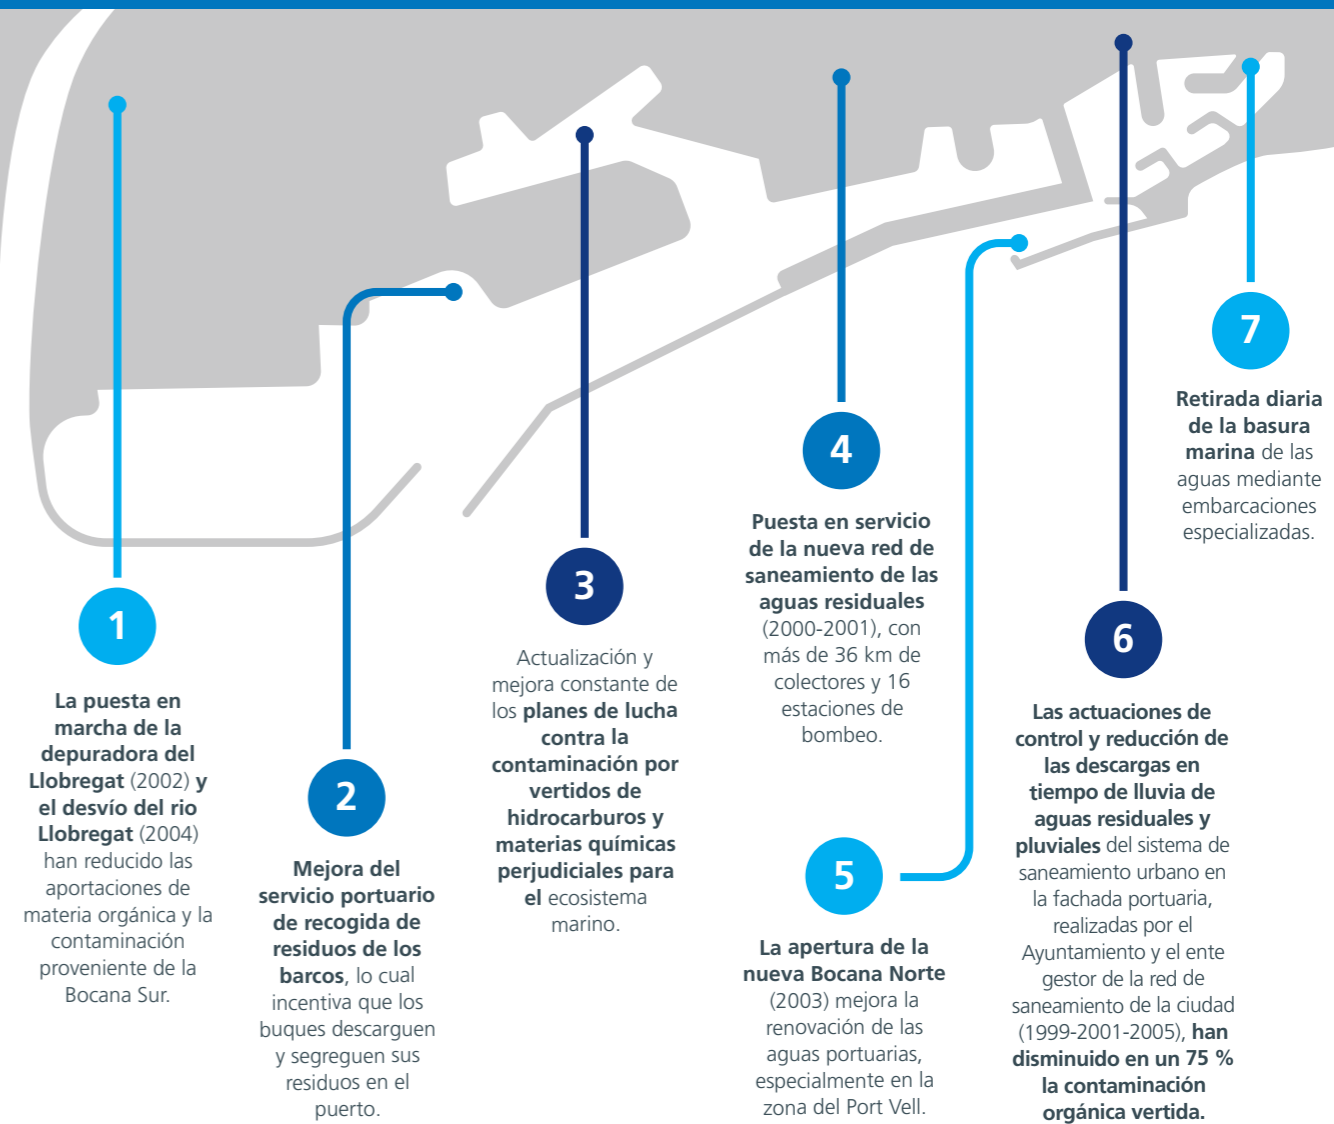 1
La puesta en
marcha de la
depuradora del
Llobregat (2002) y
el desvío del rio
Llobregat (2004)
han reducido las
aportaciones de
materia orgánica y la
contaminación
proveniente de la
Bocana Sur.
2
Mejora del
servicio portuario
de recogida de
residuos de los
barcos, lo cual
incentiva que los
buques descarguen
y segreguen sus
residuos en el
puerto.
3
Actualización y
mejora constante de
los planes de lucha
contra la
contaminación por
vertidos de
hidrocarburos y
materias químicas
perjudiciales para
el ecosistema
marino.
4
Puesta en servicio
de la nueva red de
saneamiento de las
aguas residuales
(2000-2001), con
más de 36 km de
colectores y 16
estaciones de
bombeo.
5
La apertura de la
nueva Bocana Norte
(2003) mejora la
renovación de las
aguas portuarias,
especialmente en la
zona del Port Vell.
6
Las actuaciones de
control y reducción de
las descargas en
tiempo de lluvia de
aguas residuales y
pluviales del sistema de
saneamiento urbano en
la fachada portuaria,
realizadas por el
Ayuntamiento y el ente
gestor de la red de
saneamiento de la ciudad
(1999-2001-2005), han
disminuido en un 75 %
la contaminación
orgánica vertida.
7
Retirada diaria
de la basura
marina de las
aguas mediante
embarcaciones
especializadas.